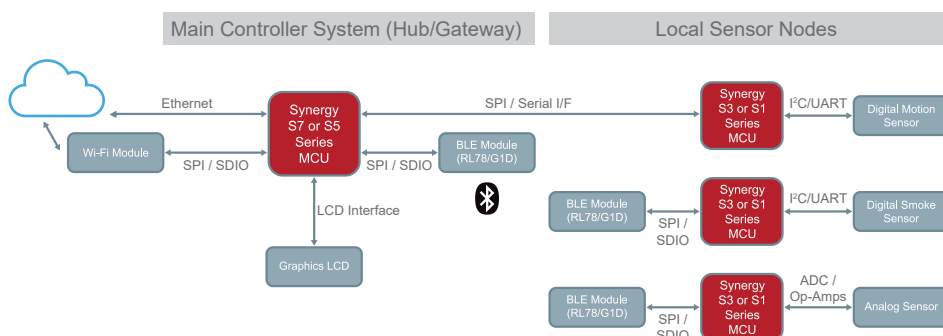 Main Controller System (Hub/Gateway)
Local Sensor Nodes
Ethernet
Wi-Fi Module
SPI / SDIO
Synergy
S7 or S5
Series
MCU
SPI / Serial I/F
SPI / SDIO
BLE Module
(RL78/G1D)
LCD Interface
Graphics LCD
Synergy
S3 or S1
Series
MCU
I²C/UART
Digital Motion
Sensor
BLE Module
(RL78/G1D)
SPI /
SDIO
Synergy
S3 or S1
Series
MCU
I²C/UART
Digital Smoke
Sensor
BLE Module
(RL78/G1D)
SPI /
SDIO
Synergy
S3 or S1
Series
MCU
ADC /
Op-Amps
Analog Sensor